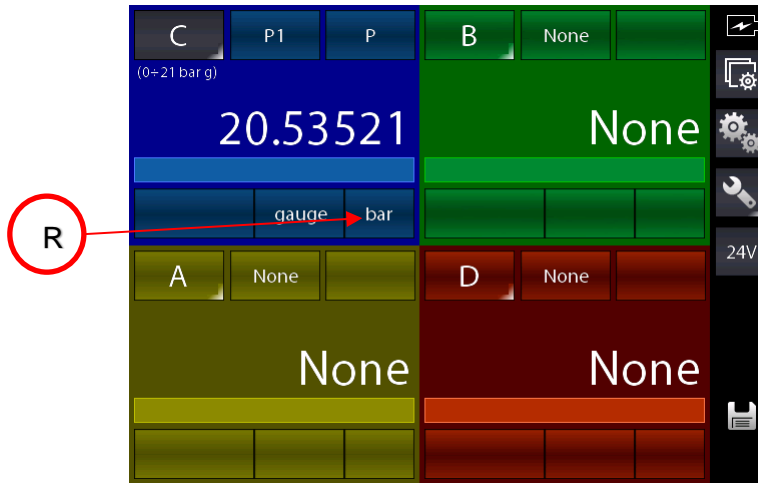 C P1 P
(0÷21 bar g)
20.53521
gauge bar
B None
None
R
A None
None
D None
None
24V